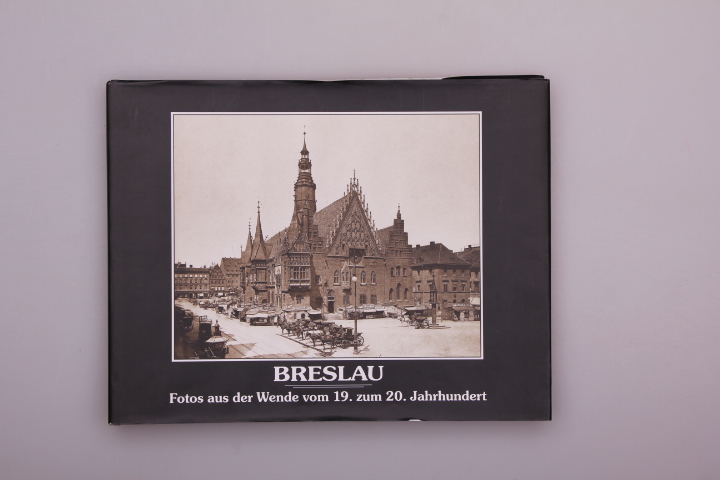 BRESLAU
Fotos aus der Wende vom 19. zum 20. Jahrhundert